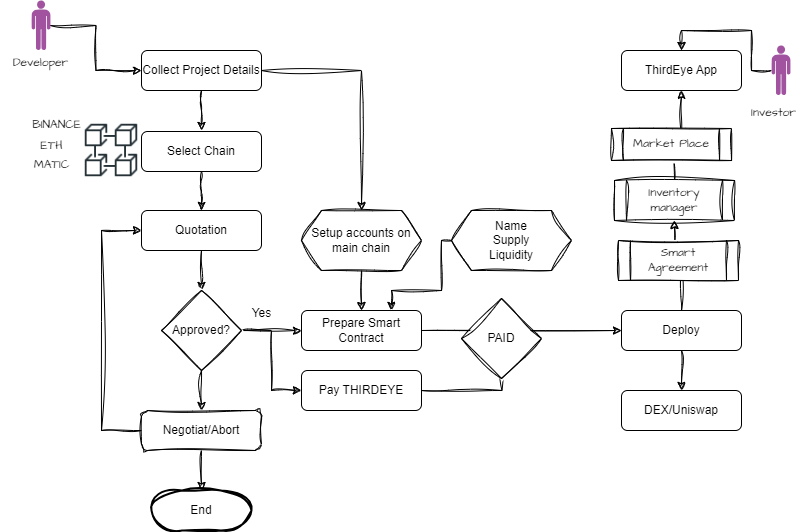 Developer
Collect Project Details
ThirdEye App
Investor
BINANCE
ETH
MATIC
Select Chain
Market Place
Inventory
manager
Quotation
Setup accounts on
main chain
Name
Supply
Liquidity
Smart
Agreement
Approved?
Yes
Prepare Smart
Contract
PAID
Deploy
Pay THIRDEYE
DEX/Uniswap
Negotiat/Abort
End